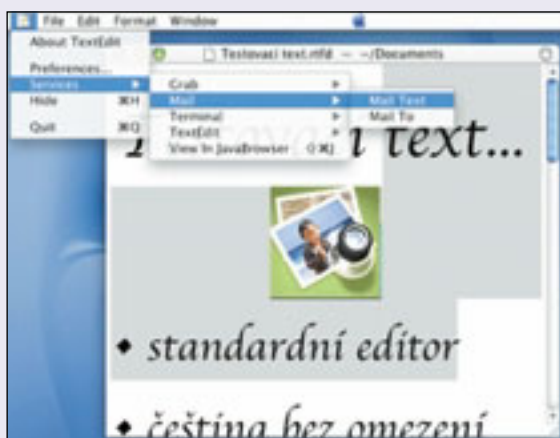 File Edit Format Window
About TextEdit
Preferences...
Services
Hide ⌘H
Quit ⌘Q
Grab
Mail
Terminal
TextEdit
View In JavaBrowser ⇧⌘J
Mail Text
Mail To
Testovací text.rtfd — ~/Documents
text...
• standardní editor
• čeština bez omezení